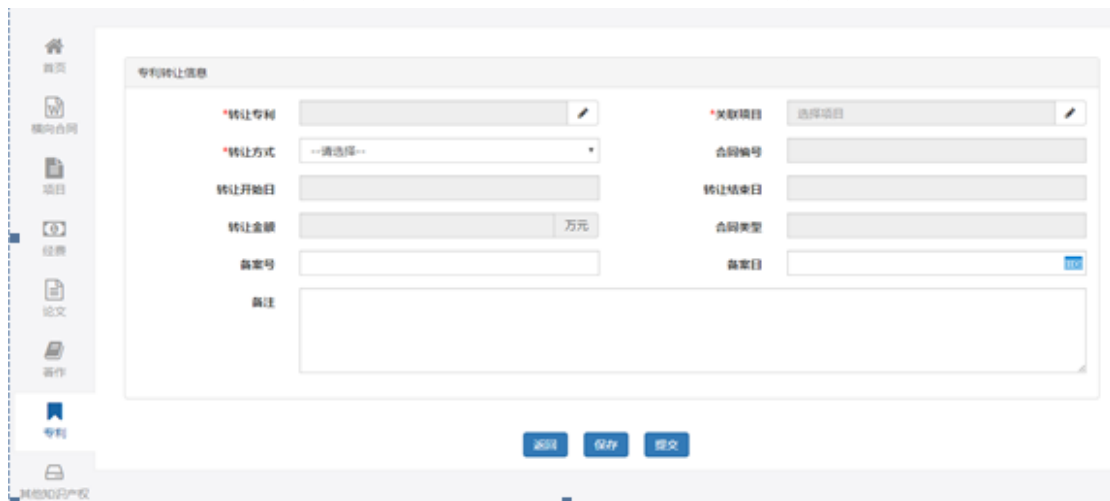 首页
横向合同
项目
经费
论文
著作
专利
其他知识产权
专利转让信息
*转让专利
*关联项目 选择项目
*转让方式 --请选择-- 合同编号
转让开始日 转让结束日
转让金额 万元 合同类型
备案号 备案日
备注
返回 保存 提交